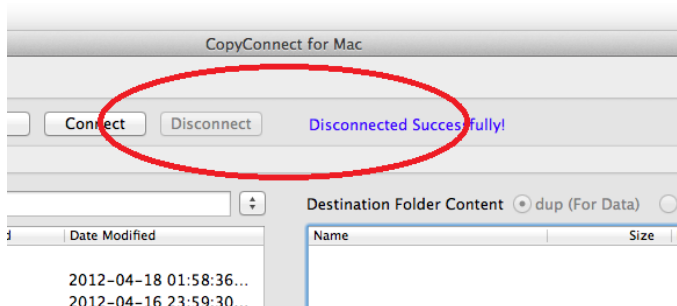 CopyConnect for Mac
Connect Disconnect Disconnected Successfully!
Destination Folder Content dup (For Data)
Date Modified Name Size
2012-04-18 01:58:36...
2012-04-16 23:59:30...